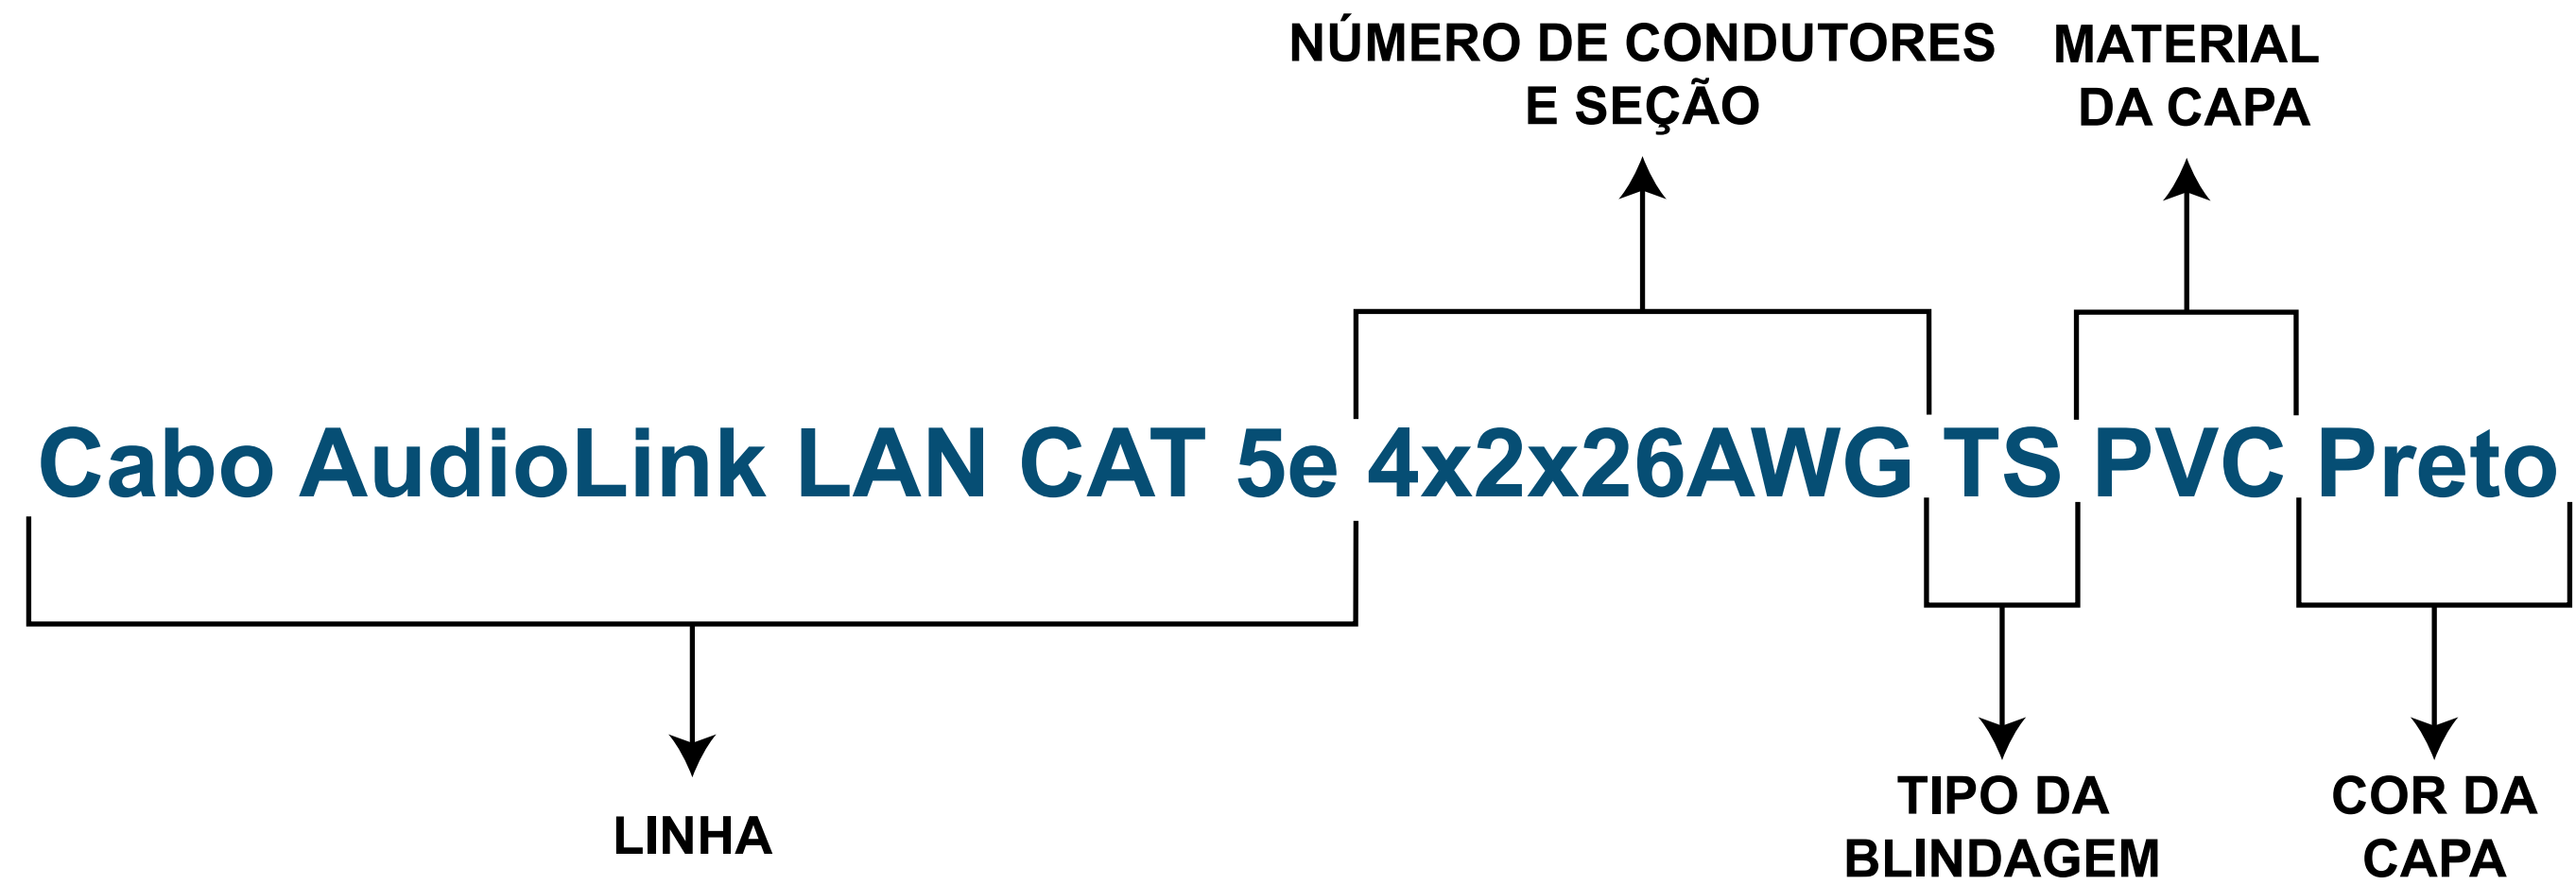 NÚMERO DE CONDUTORES
E SEÇÃO
MATERIAL
DA CAPA
Cabo AudioLink LAN CAT 5e 4x2x26AWG TS PVC Preto
LINHA
TIPO DA
BLINDAGEM
COR DA
CAPA